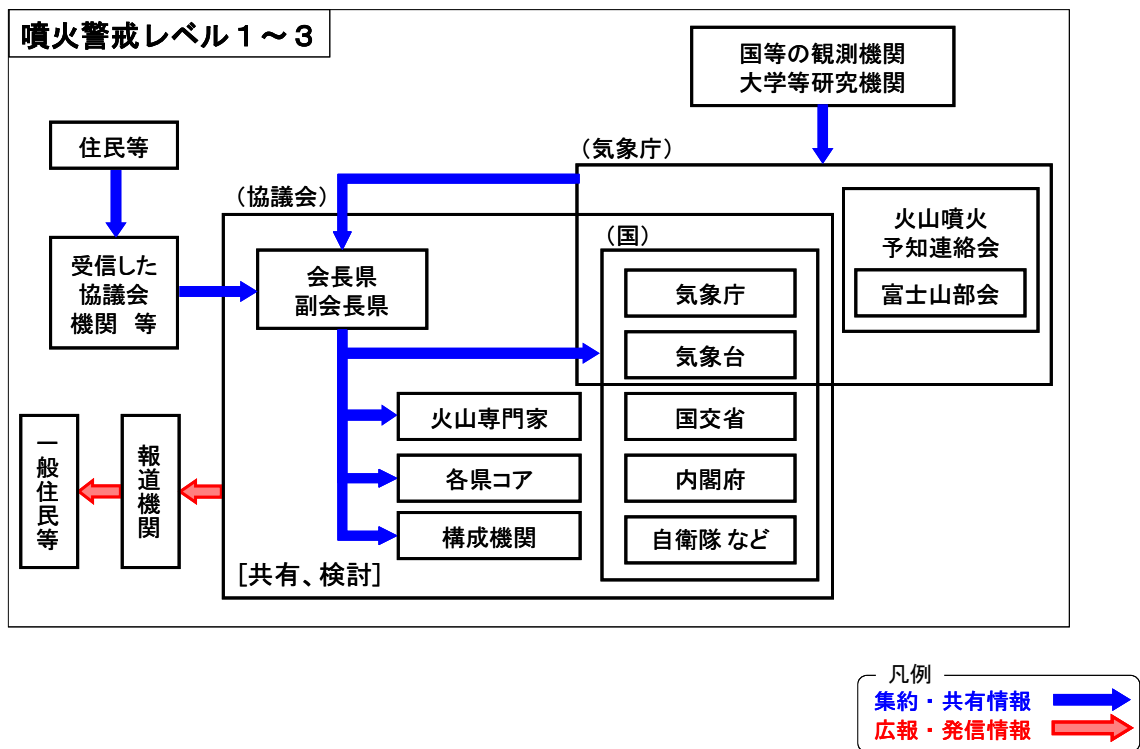 噴火警戒レベル１～３
国等の観測機関
大学等研究機関
住民等
（気象庁）
（協議会）
火山噴火
予知連絡会
富士山部会
（国）
受信した
協議会
機関　等
会長県
副会長県
気象庁
気象台
火山専門家
国交省
一般住民等
報道機関
各県コア
内閣府
構成機関
自衛隊 など
［共有、検討］
凡例
集約・共有情報
広報・発信情報